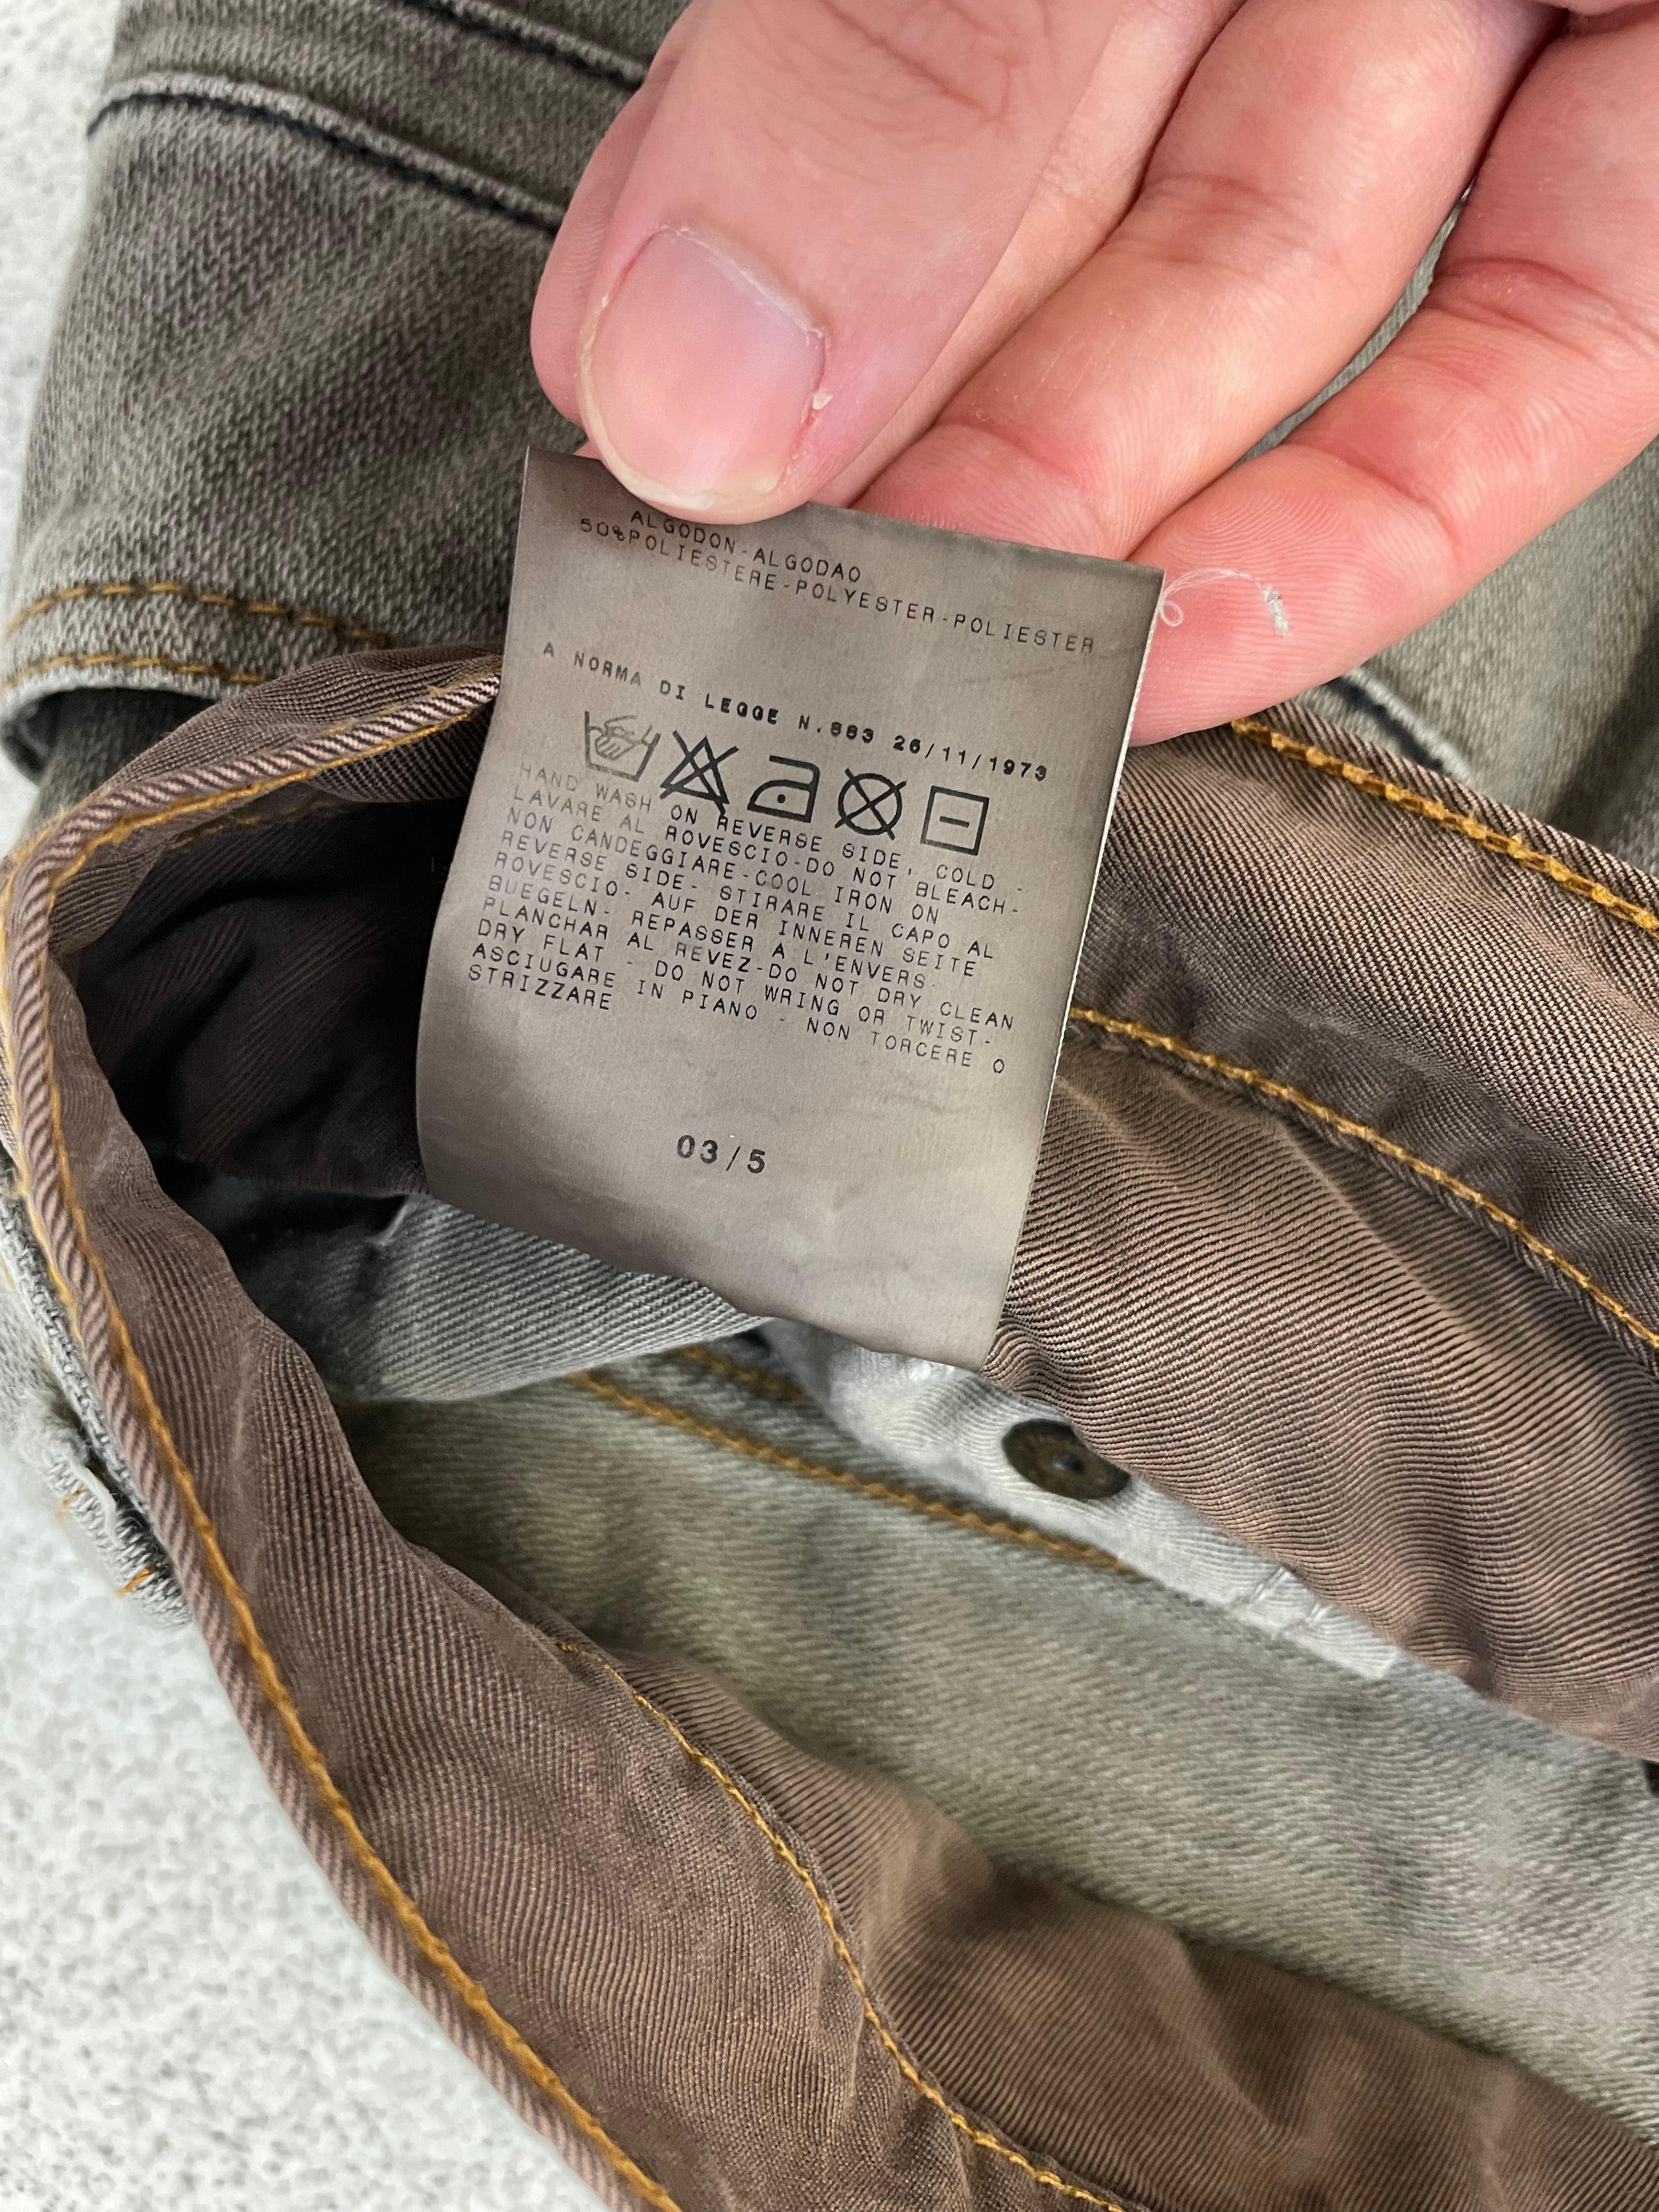 ALGODON-ALGODAO
50%POLIESTERE-POLYESTER-POLIESTER
A NORMA DI LEGGE N.883 26/11/1973
HAND WASH ON REVERSE SIDE, COLD -
LAVARE AL ROVESCIO-DO NOT BLEACH-
NON CANDEGGIARE-COOL IRON ON
REVERSE SIDE- STIRARE IL CAPO AL
ROVESCIO- AUF DER INNEREN SEITE
BUEGELN- REPASSER A L'ENVERS-
PLANCHAR AL REVEZ-DO NOT DRY CLEAN
DRY FLAT - DO NOT WRING OR TWIST-
ASCIUGARE IN PIANO - NON TORCERE O
STRIZZARE
03/5